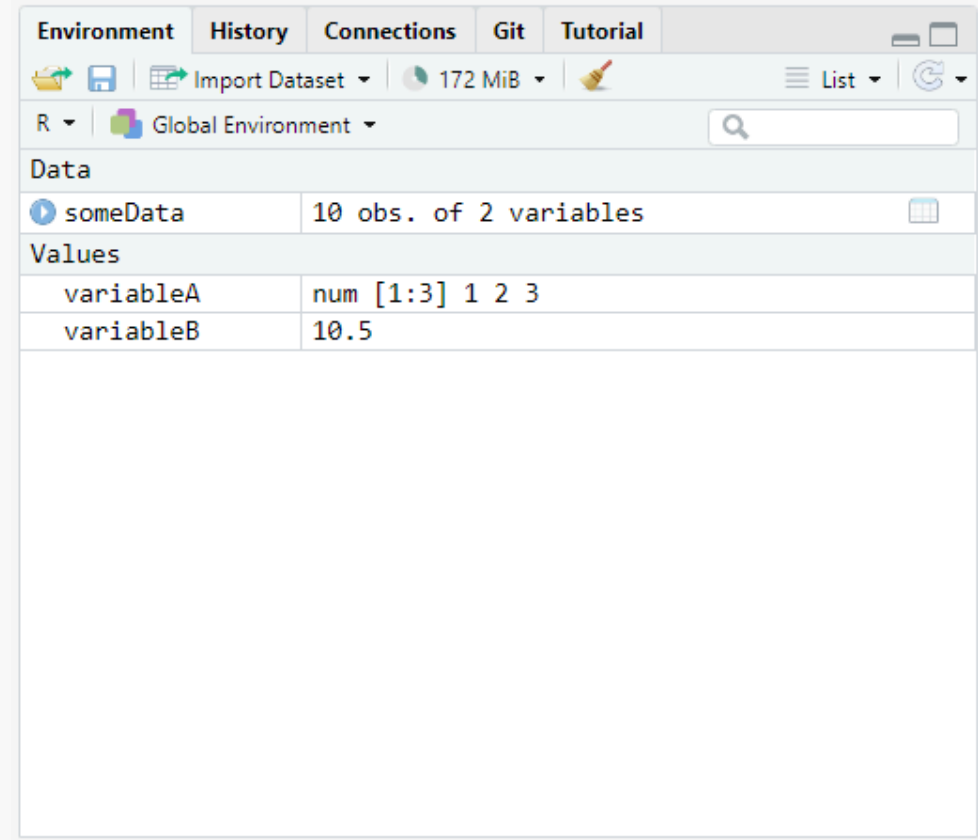 Environment History Connections Git Tutorial
Import Dataset 172 MiB List
R Global Environment
Data
someData 10 obs. of 2 variables
Values
variableA num [1:3] 1 2 3
variableB 10.5